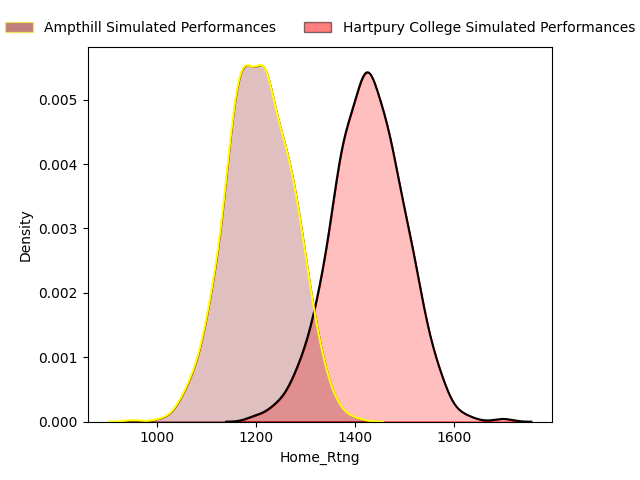 Ampthill Simulated Performances Hartpury College Simulated Performances
0.005
0.004
0.003
0.002
0.001
0.000
Density
1000 1200 1400 1600
Home_Rtng